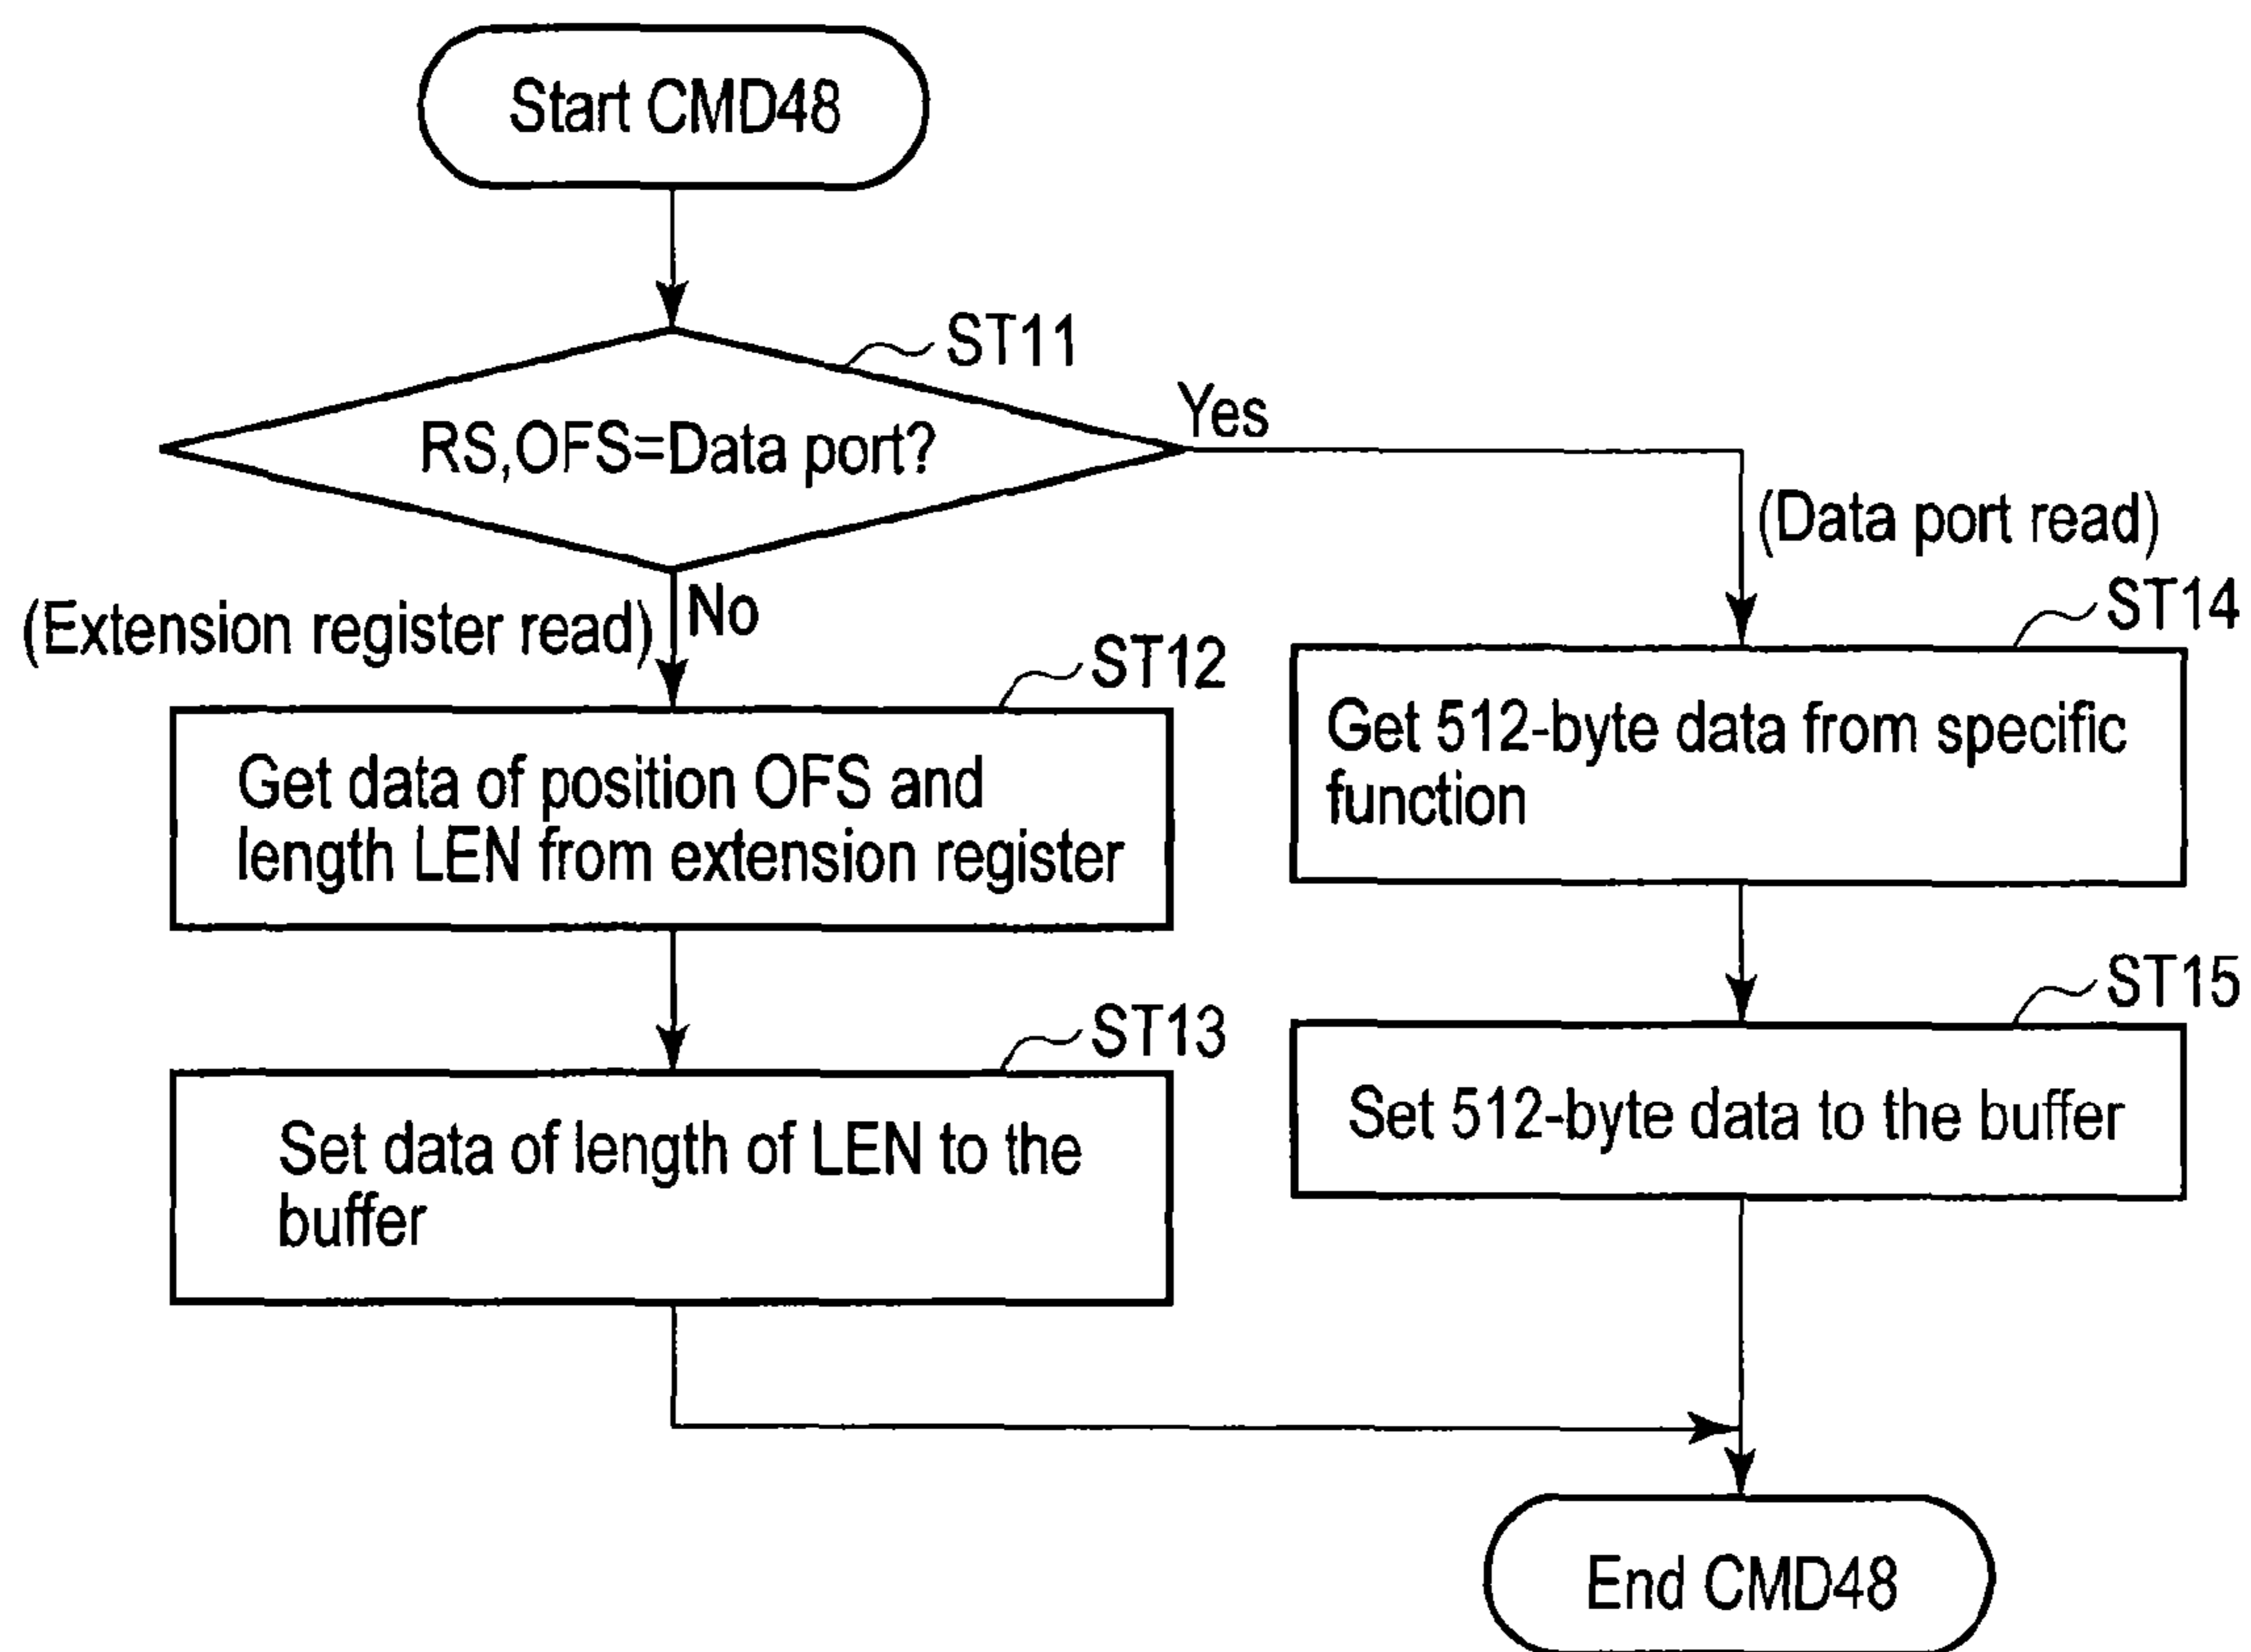 Start CMD48
ST11
RS,OFS=Data port?
Yes
(Data port read)
No
(Extension register read)
ST12
Get data of position OFS and
length LEN from extension register
ST13
Set data of length of LEN to the
buffer
ST14
Get 512-byte data from specific
function
ST15
Set 512-byte data to the buffer
End CMD48